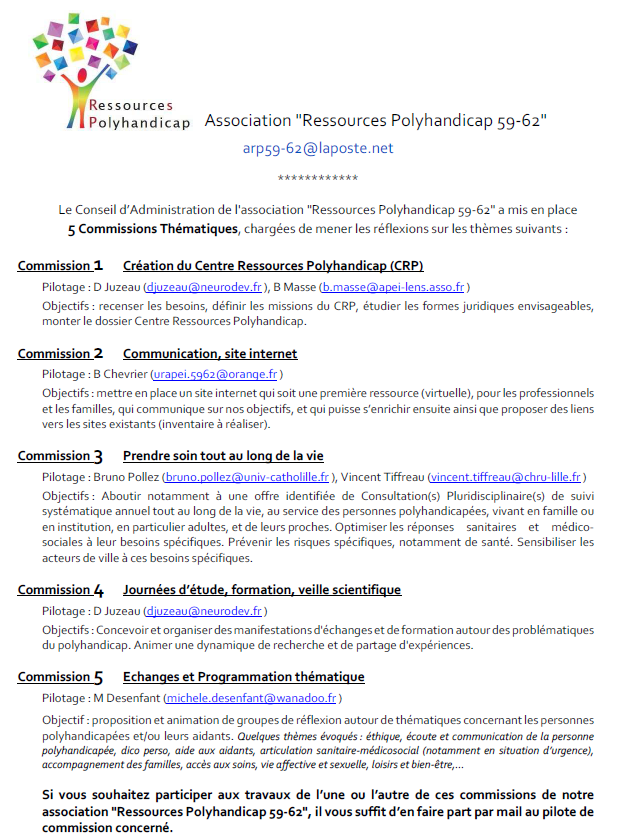 Ressources
Polyhandicap
Association "Ressources Polyhandicap 59-62"
arp59-62@laposte.net
************
Le Conseil d'Administration de l'association "Ressources Polyhandicap 59-62" a mis en place
5 Commissions Thématiques, chargées de mener les réflexions sur les thèmes suivants :
Commission 1 Création du Centre Ressources Polyhandicap (CRP)
Pilotage : D Juzeau (djuzeau@neurodev.fr ), B Masse (b.masse@apei-lens.asso.fr )
Objectifs : recenser les besoins, définir les missions du CRP, étudier les formes juridiques envisageables,
monter le dossier Centre Ressources Polyhandicap.
Commission 2 Communication, site internet
Pilotage : B Chevrier (urapei.5962@orange.fr )
Objectifs : mettre en place un site internet qui soit une première ressource (virtuelle), pour les professionnels
et les familles, qui communique sur nos objectifs, et qui puisse s'enrichir ensuite ainsi que proposer des liens
vers les sites existants (inventaire à réaliser).
Commission 3 Prendre soin tout au long de la vie
Pilotage : Bruno Pollez (bruno.pollez@univ-catholille.fr ), Vincent Tiffreau (vincent.tiffreau@chru-lille.fr )
Objectifs : Aboutir notamment à une offre identifiée de Consultation(s) Pluridisciplinaire(s) de suivi
systématique annuel tout au long de la vie, au service des personnes polyhandicapées, vivant en famille ou
en institution, en particulier adultes, et de leurs proches. Optimiser les réponses sanitaires et médico-
sociales à leur besoins spécifiques. Prévenir les risques spécifiques, notamment de santé. Sensibiliser les
acteurs de ville à ces besoins spécifiques.
Commission 4 Journées d'étude, formation, veille scientifique
Pilotage : D Juzeau (djuzeau@neurodev.fr )
Objectifs : Concevoir et organiser des manifestations d'échanges et de formation autour des problématiques
du polyhandicap. Animer une dynamique de recherche et de partage d'expériences.
Commission 5 Echanges et Programmation thématique
Pilotage : M Desenfant (michele.desenfant@wanadoo.fr )
Objectif : proposition et animation de groupes de réflexion autour de thématiques concernant les personnes
polyhandicapées et/ou leurs aidants. Quelques thèmes évoqués : éthique, écoute et communication de la personne
polyhandicapée, dico perso, aide aux aidants, articulation sanitaire-médicosocial (notamment en situation d'urgence),
accompagnement des familles, accès aux soins, vie affective et sexuelle, loisirs et bien-être,...
Si vous souhaitez participer aux travaux de l'une ou l'autre de ces commissions de notre
association "Ressources Polyhandicap 59-62", il vous suffit d'en faire part par mail au pilote de
commission concerné.